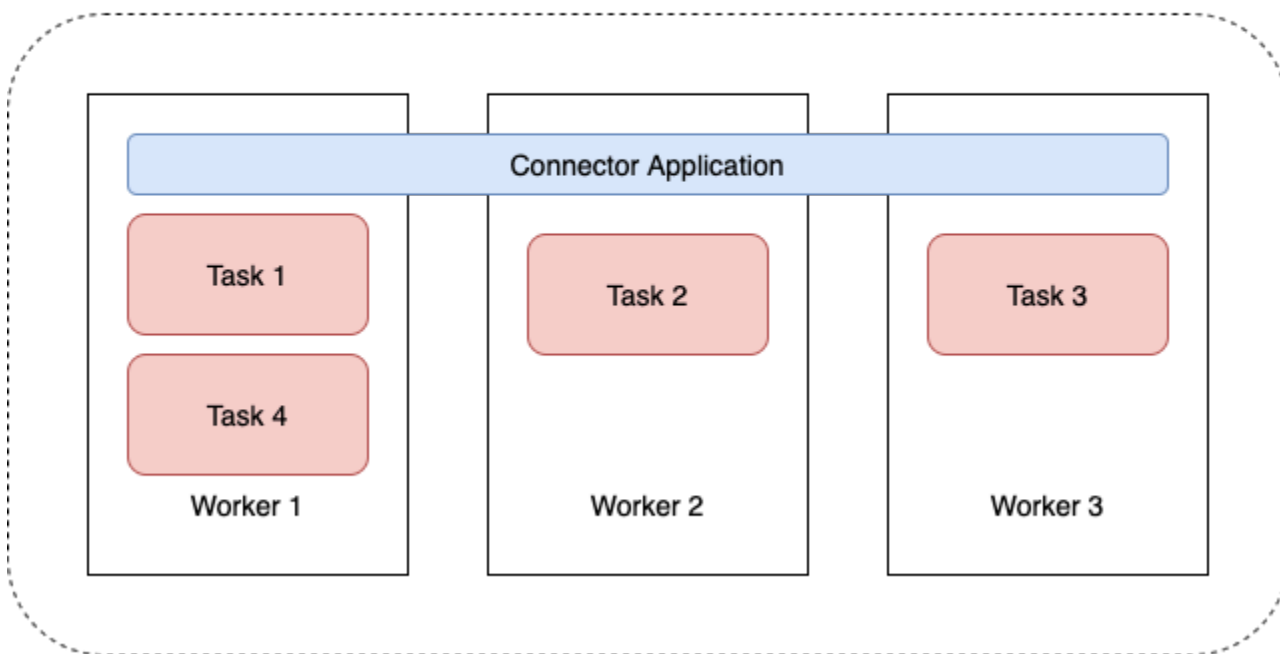 Connector Application
Task 1
Task 2
Task 3
Task 4
Worker 1
Worker 2
Worker 3